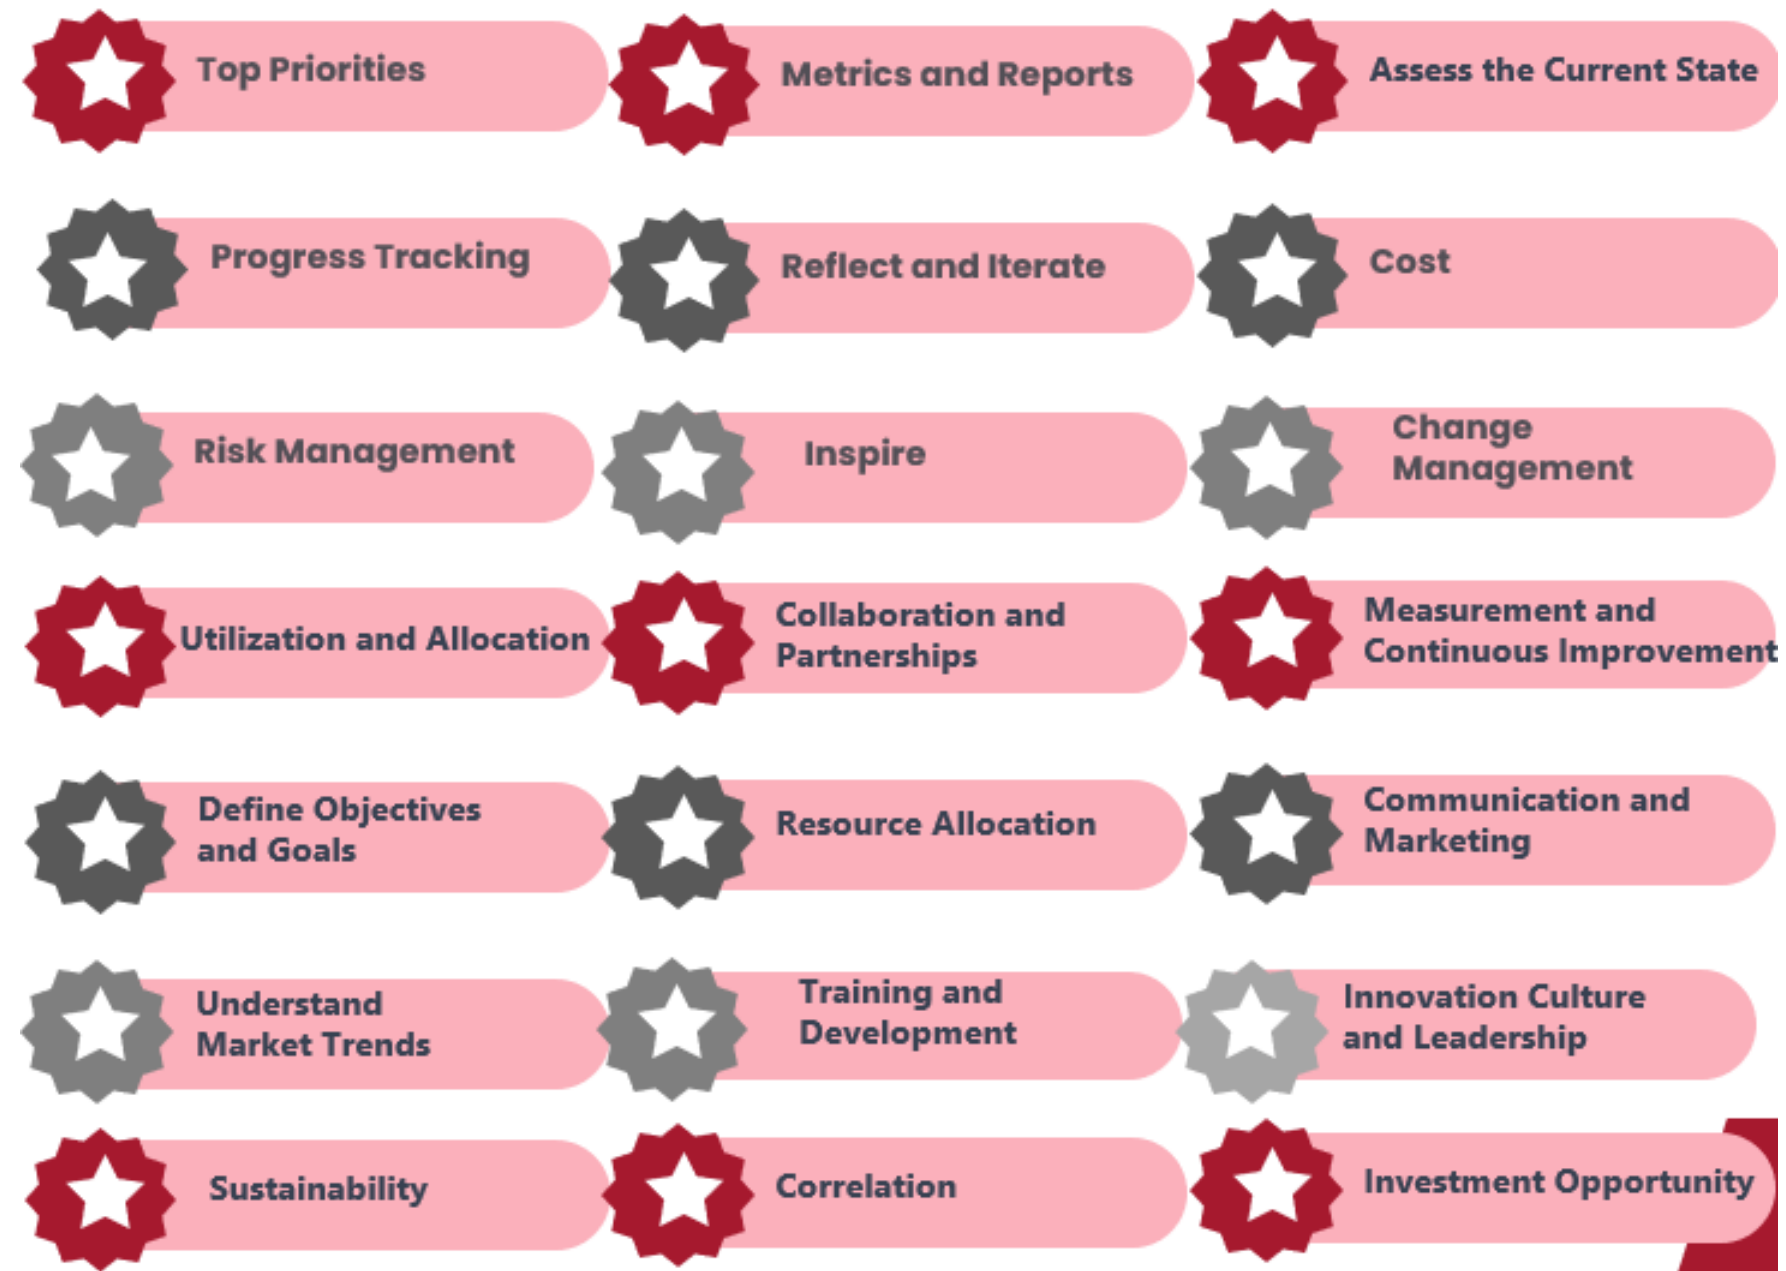 Top Priorities
Metrics and Reports
Assess the Current State
Progress Tracking
Reflect and Iterate
Cost
Risk Management
Inspire
Change
Management
Utilization and Allocation
Collaboration and
Partnerships
Measurement and
Continuous Improvement
Define Objectives
and Goals
Resource Allocation
Communication and
Marketing
Understand
Market Trends
Training and
Development
Innovation Culture
and Leadership
Sustainability
Correlation
Investment Opportunity